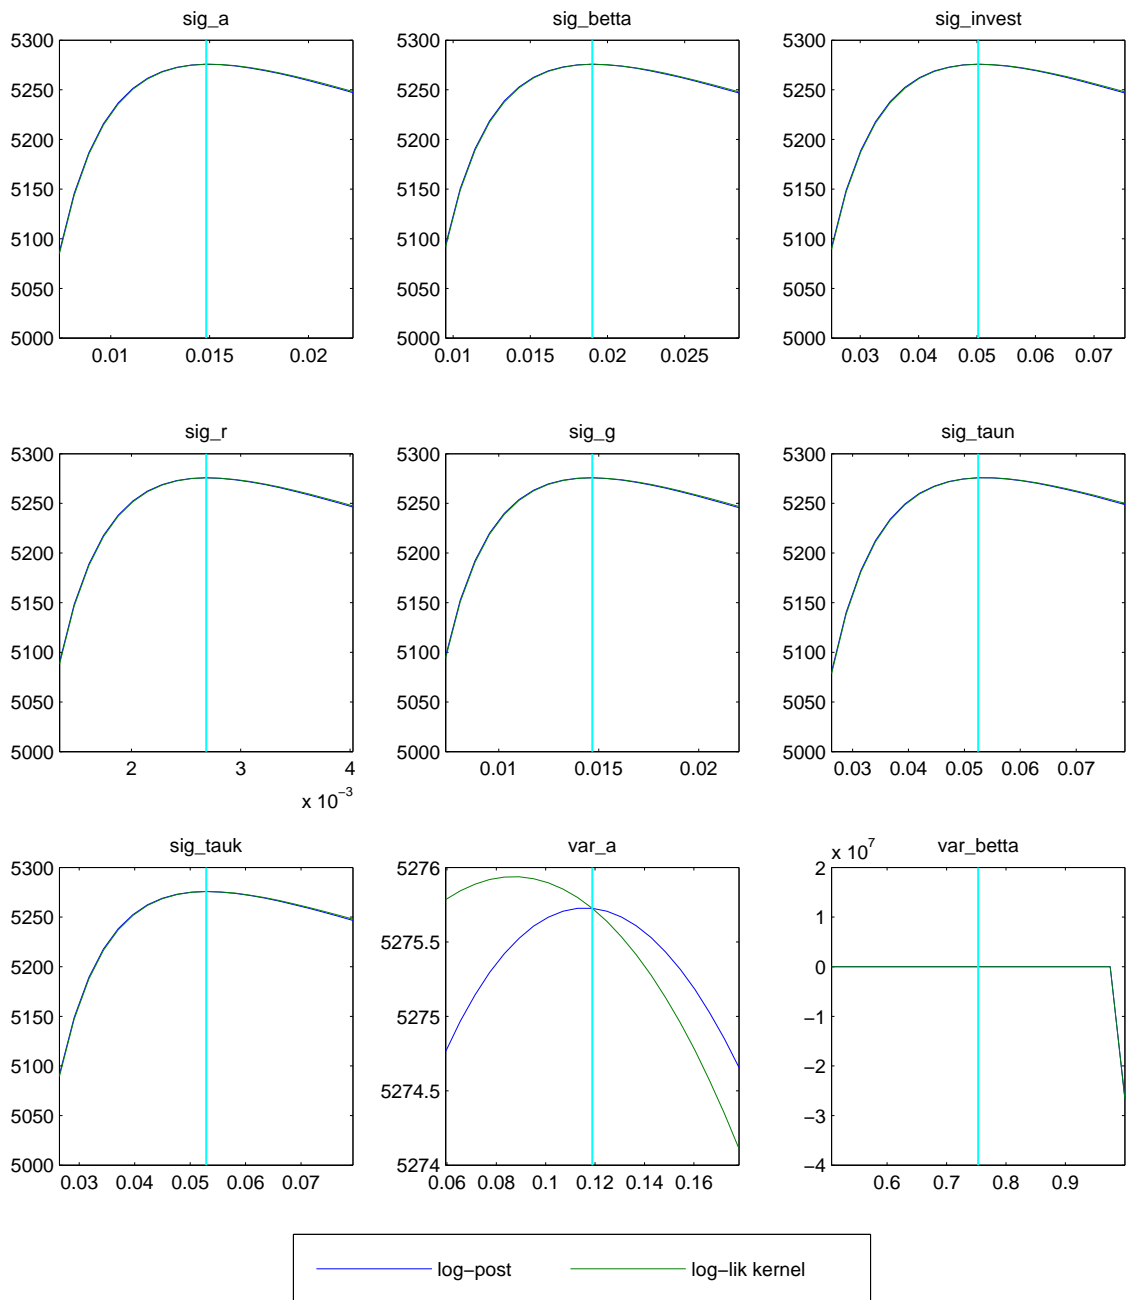 sig_a
5300
5250
5200
5150
5100
5050
5000
0.01 0.015 0.02
sig_betta
5300
5250
5200
5150
5100
5050
5000
0.01 0.015 0.02 0.025
sig_invest
5300
5250
5200
5150
5100
5050
5000
0.03 0.04 0.05 0.06 0.07
sig_r
5300
5250
5200
5150
5100
5050
5000
2 3 4
x 10−3
sig_g
5300
5250
5200
5150
5100
5050
5000
0.01 0.015 0.02
sig_taun
5300
5250
5200
5150
5100
5050
5000
0.03 0.04 0.05 0.06 0.07
sig_tauk
5300
5250
5200
5150
5100
5050
5000
0.03 0.04 0.05 0.06 0.07
var_a
5276
5275.5
5275
5274.5
5274
0.06 0.08 0.1 0.12 0.14 0.16
x 10^7
var_betta
2
1
0
−1
−2
−3
−4
0.6 0.7 0.8 0.9
log−post log−lik kernel